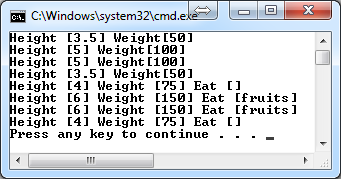 C:\Windows\system32\cmd.exe
Height [3.5] Weight[50]
Height [5] Weight[100]
Height [5] Weight[100]
Height [3.5] Weight[50]
Height [4] Weight [75] Eat []
Height [6] Weight [150] Eat [fruits]
Height [6] Weight [150] Eat [fruits]
Height [4] Weight [75] Eat []
Press any key to continue . . . _